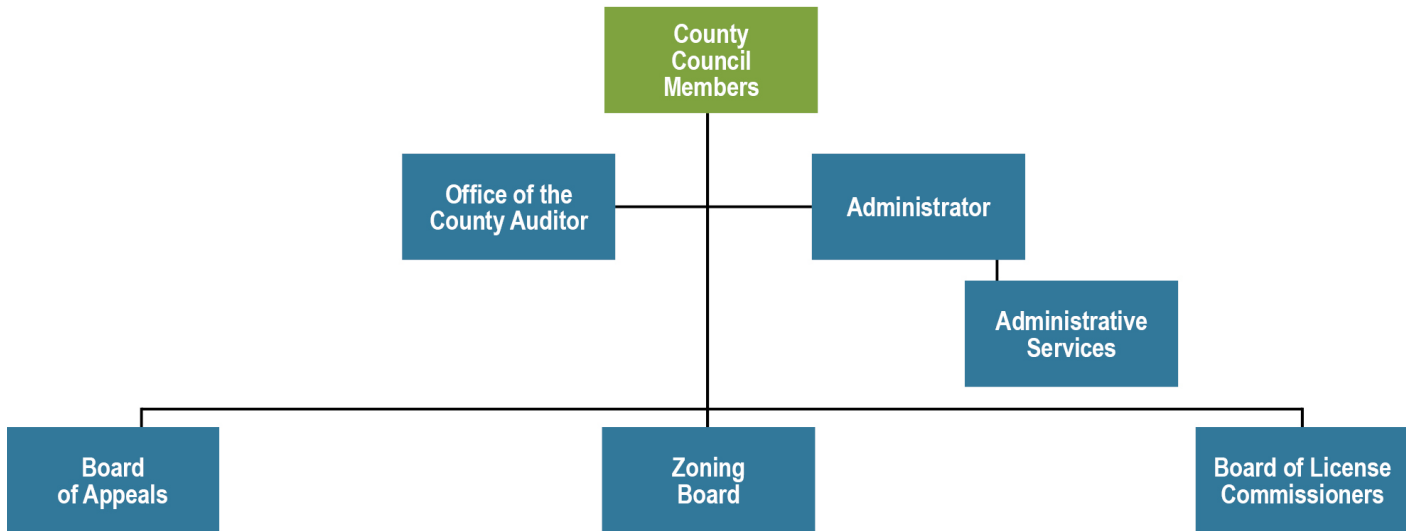 County
Council
Members
Office of the
County Auditor
Administrator
Administrative
Services
Board
of Appeals
Zoning
Board
Board of License
Commissioners